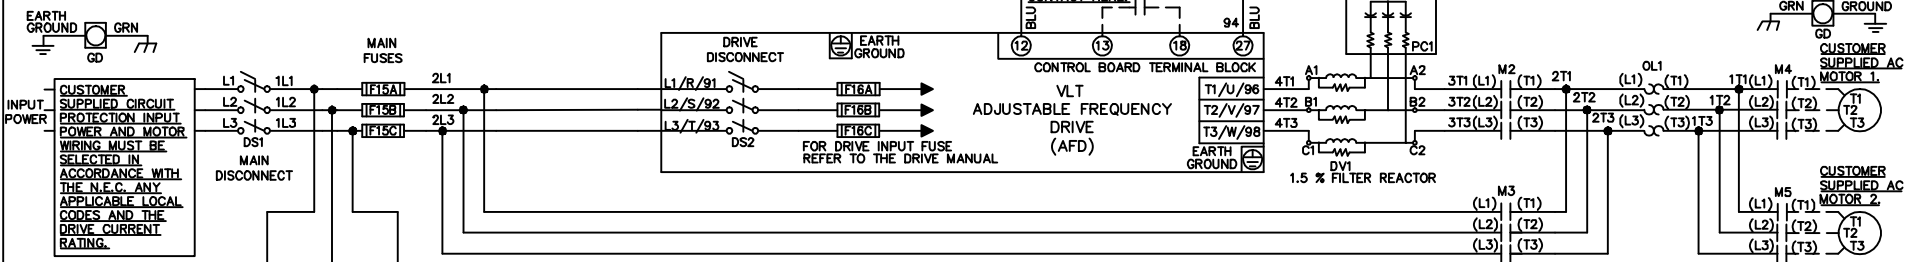 EARTH
GROUND
GRN
GD
INPUT
POWER
CUSTOMER
SUPPLIED CIRCUIT
PROTECTION INPUT
POWER AND MOTOR
WIRING MUST BE
SELECTED IN
ACCORDANCE WITH
THE N.E.C. ANY
APPLICABLE LOCAL
CODES AND THE
DRIVE CURRENT
RATING.
L1
1L1
L2
1L2
L3
1L3
DS1
MAIN
DISCONNECT
MAIN
FUSES
F15A
F15B
F15C
2L1
2L2
2L3
L1/R/91
L2/S/92
L3/T/93
DRIVE
DISCONNECT
DS2
EARTH
GROUND
F16A
F16B
F16C
FOR DRIVE INPUT FUSE
REFER TO THE DRIVE MANUAL
BLU
94
BLU
12
13
18
27
CONTROL BOARD TERMINAL BLOCK
VLT
ADJUSTABLE FREQUENCY
DRIVE
(AFD)
T1/U/96
T2/V/97
T3/W/98
EARTH
GROUND
4T1
4T2
4T3
A1
B1
C1
A2
B2
C2
PC1
DV1
1.5 % FILTER REACTOR
M2
3T1 (L1)
(T1)
3T2 (L2)
(T2)
3T3 (L3)
(T3)
2T1
2T2
2T3
OL1
(L1)
(T1)
(L2)
(T2)
(L3)
(T3)
1T1
1T2
1T3
M4
(L1)
(T1)
(L2)
(T2)
(L3)
(T3)
T1
T2
T3
GRN
GROUND
GD
CUSTOMER
SUPPLIED AC
MOTOR 1.
M3
(L1)
(T1)
(L2)
(T2)
(L3)
(T3)
M5
(L1)
(T1)
(L2)
(T2)
(L3)
(T3)
T1
T2
T3
CUSTOMER
SUPPLIED AC
MOTOR 2.